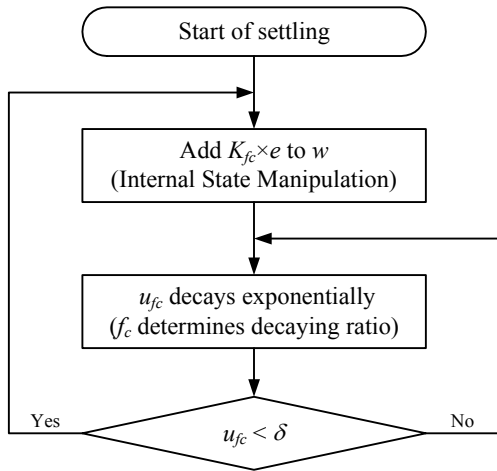 Start of settling
Add K_fc×e to w
(Internal State Manipulation)
u_fc decays exponentially
(f_c determines decaying ratio)
Yes
u_fc < δ
No